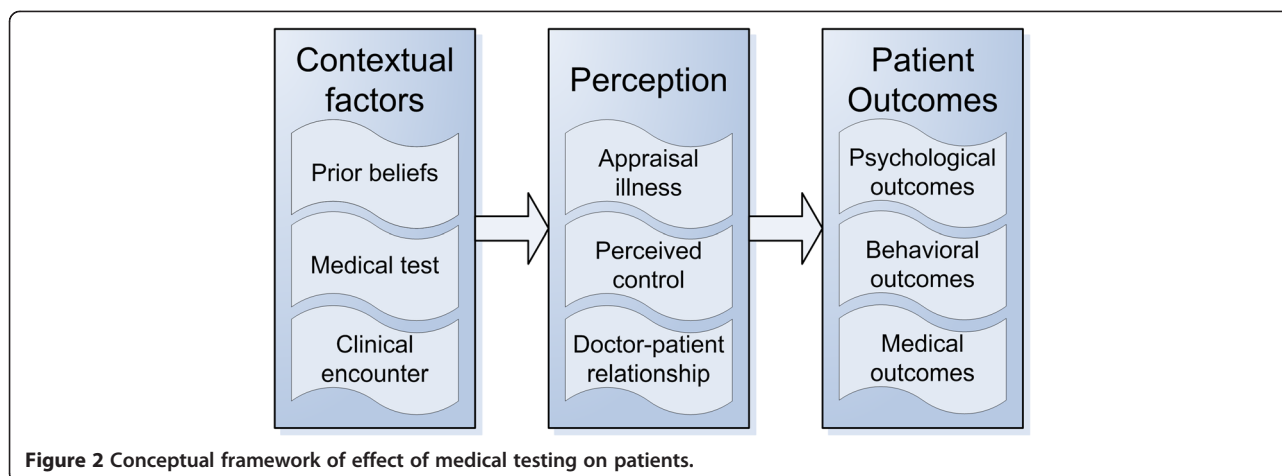 Contextual
factors
Prior beliefs
Medical test
Clinical
encounter
Perception
Appraisal
illness
Perceived
control
Doctor-patient
relationship
Patient
Outcomes
Psychological
outcomes
Behavioral
outcomes
Medical
outcomes
Figure 2 Conceptual framework of effect of medical testing on patients.